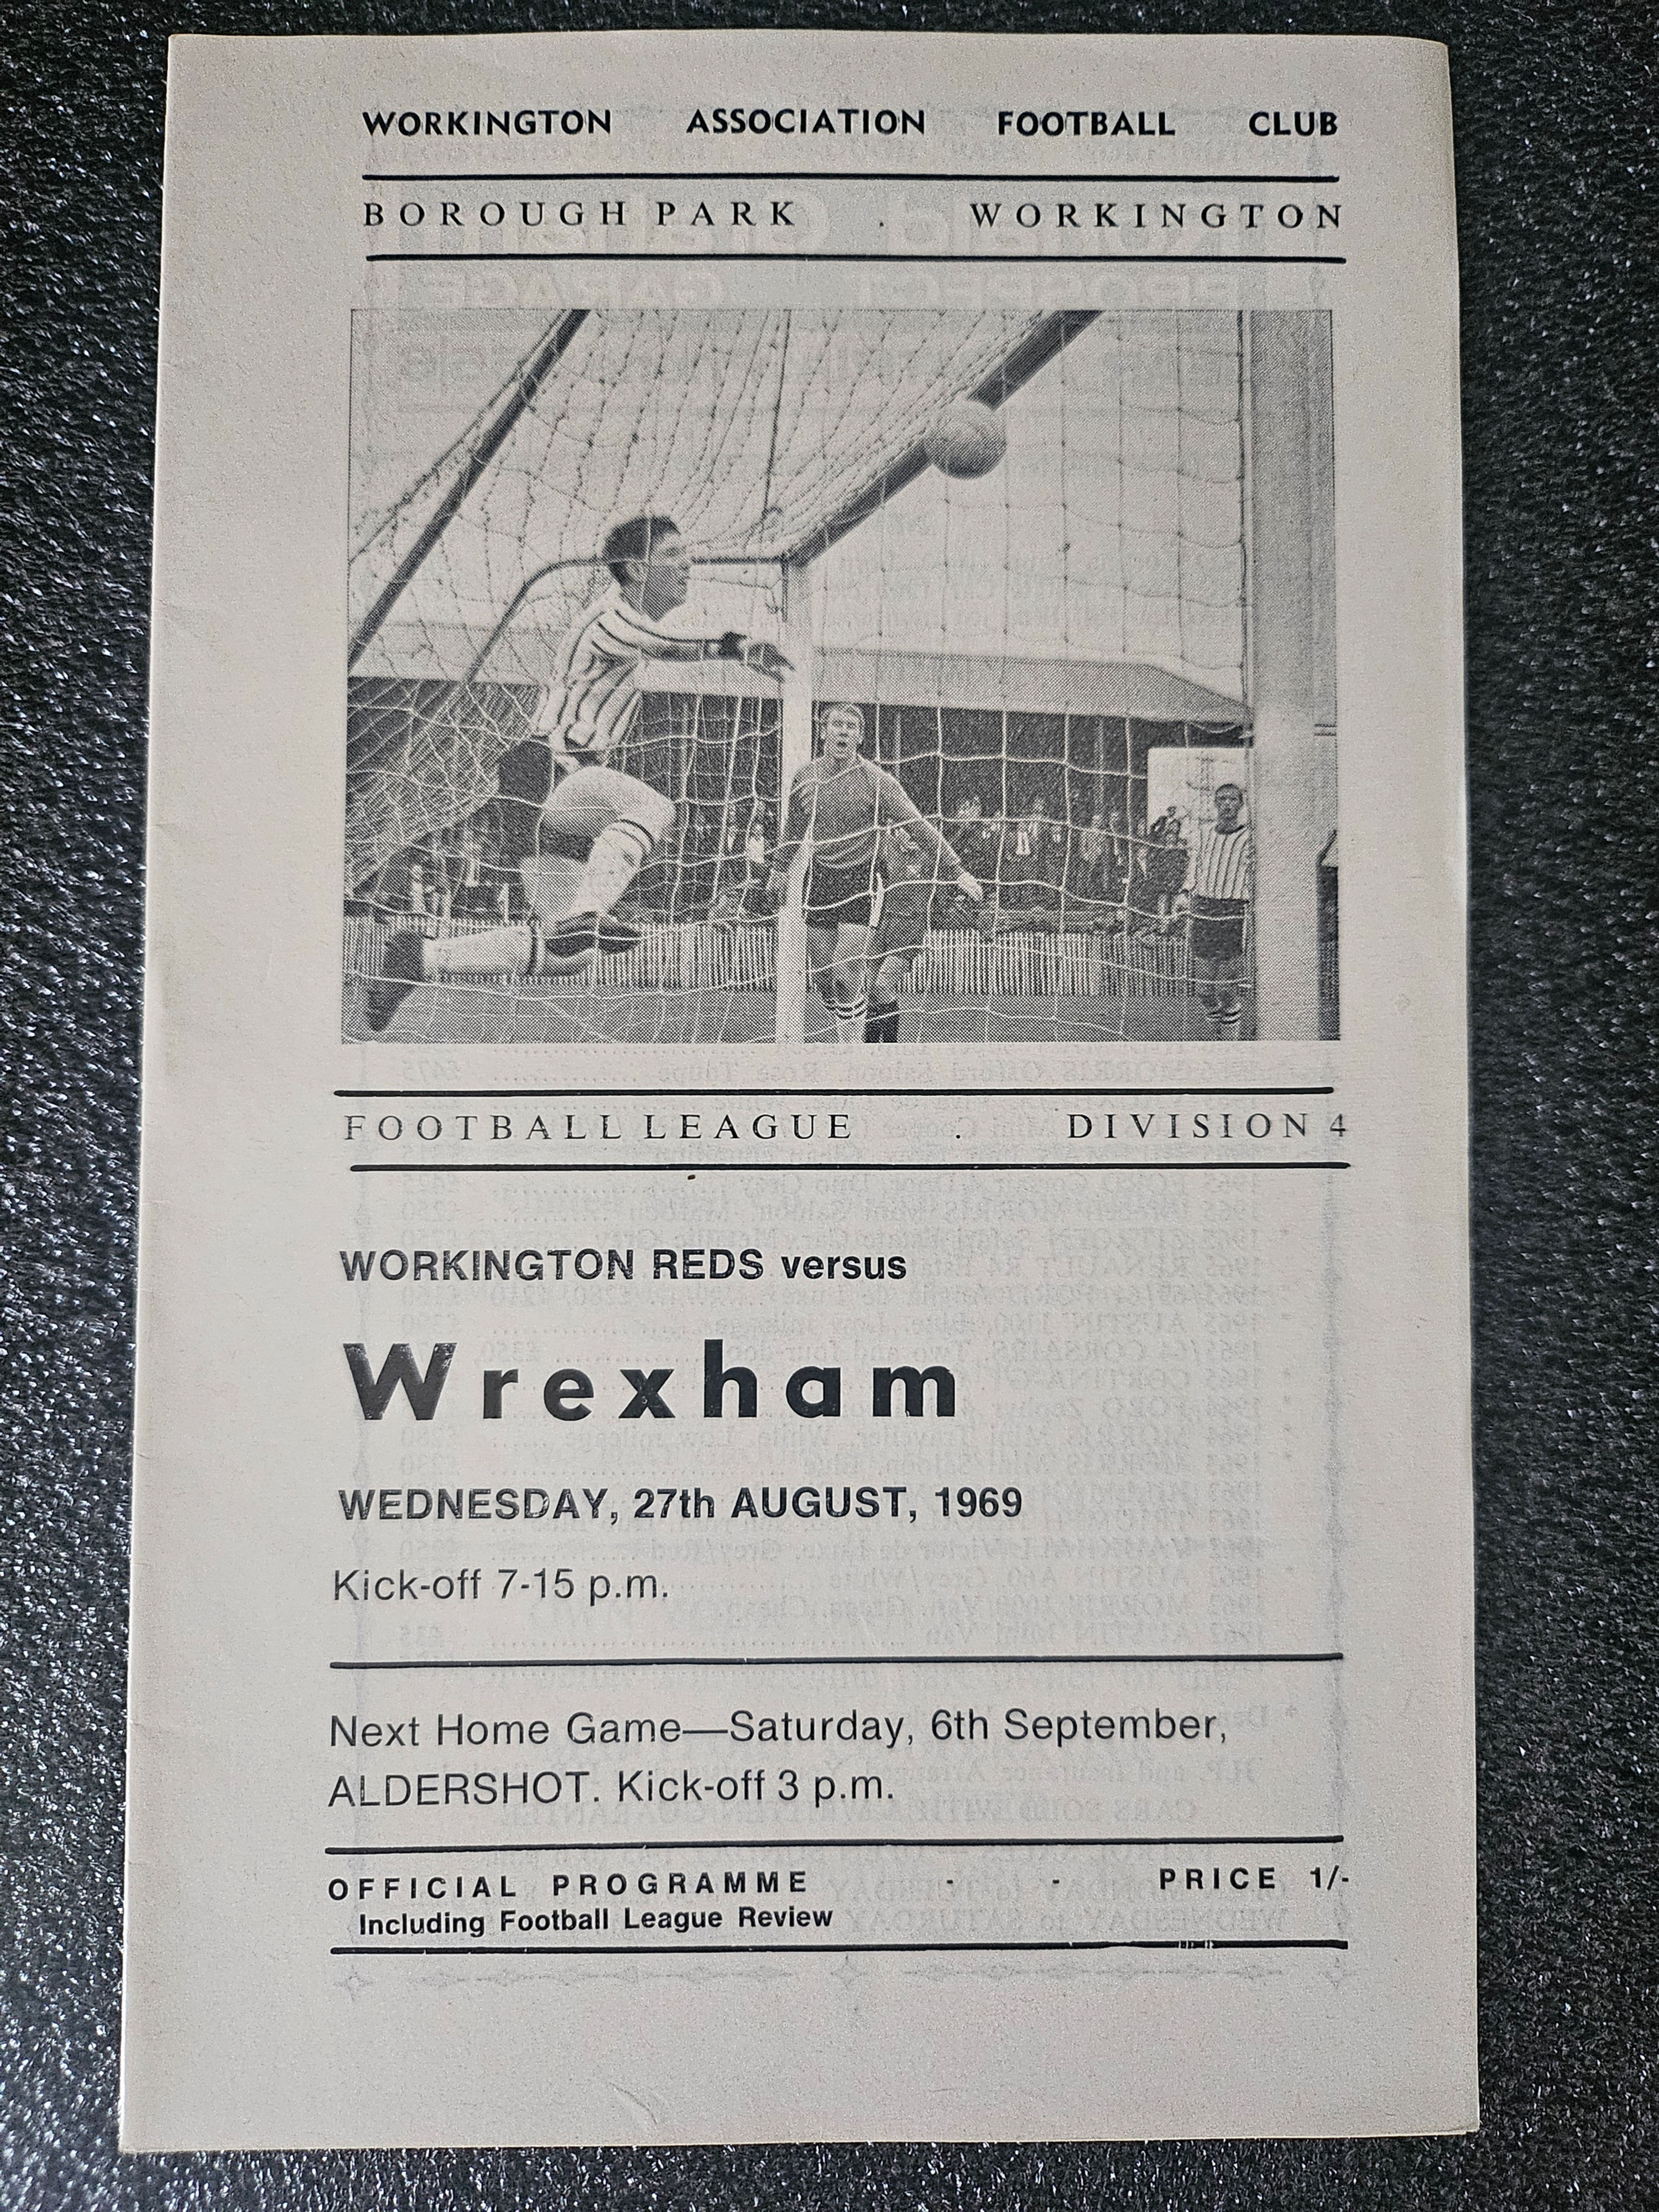 WORKINGTON ASSOCIATION FOOTBALL CLUB
BOROUGH PARK . WORKINGTON
FOOTBALL LEAGUE . DIVISION 4
WORKINGTON REDS versus
Wrexham
WEDNESDAY, 27th AUGUST, 1969
Kick-off 7-15 p.m.
Next Home Game—Saturday, 6th September,
ALDERSHOT. Kick-off 3 p.m.
OFFICIAL PROGRAMME - - PRICE 1/-
Including Football League Review